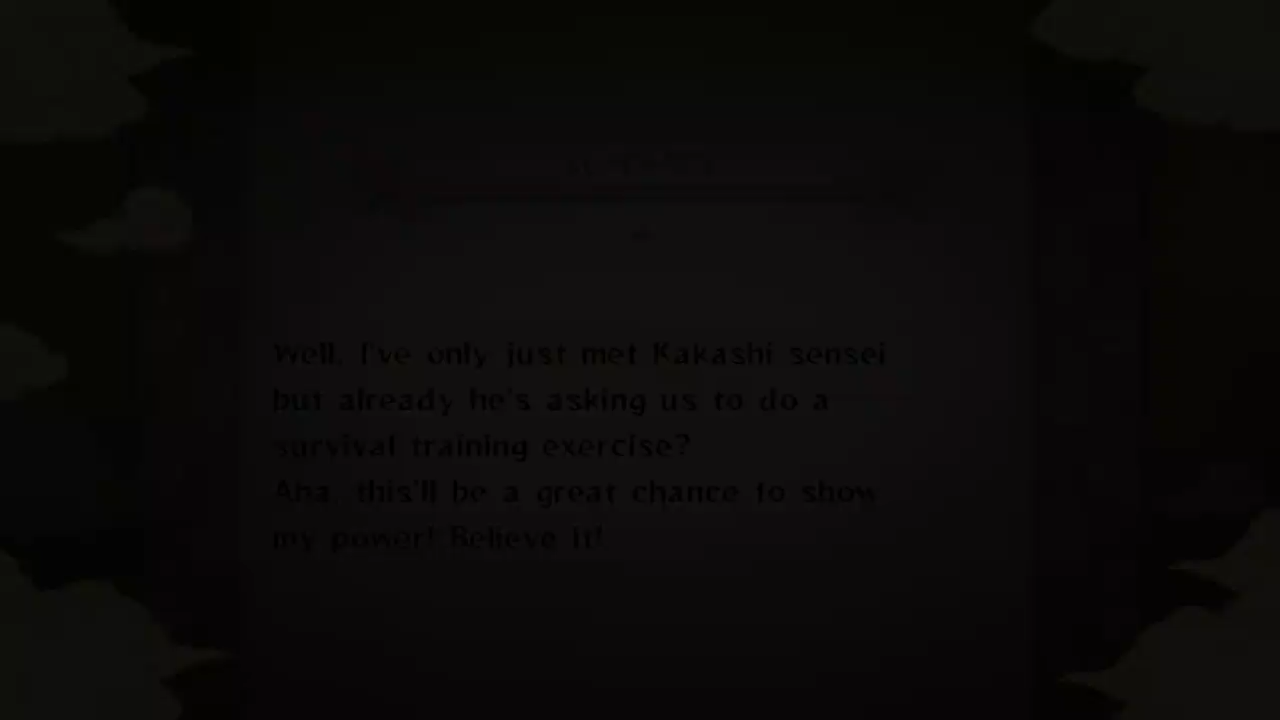 Well, I've only just met Kakashi sensei
but already he's asking us to do a
survival training exercise?
Aha, this'll be a great chance to show
my power! Believe it!